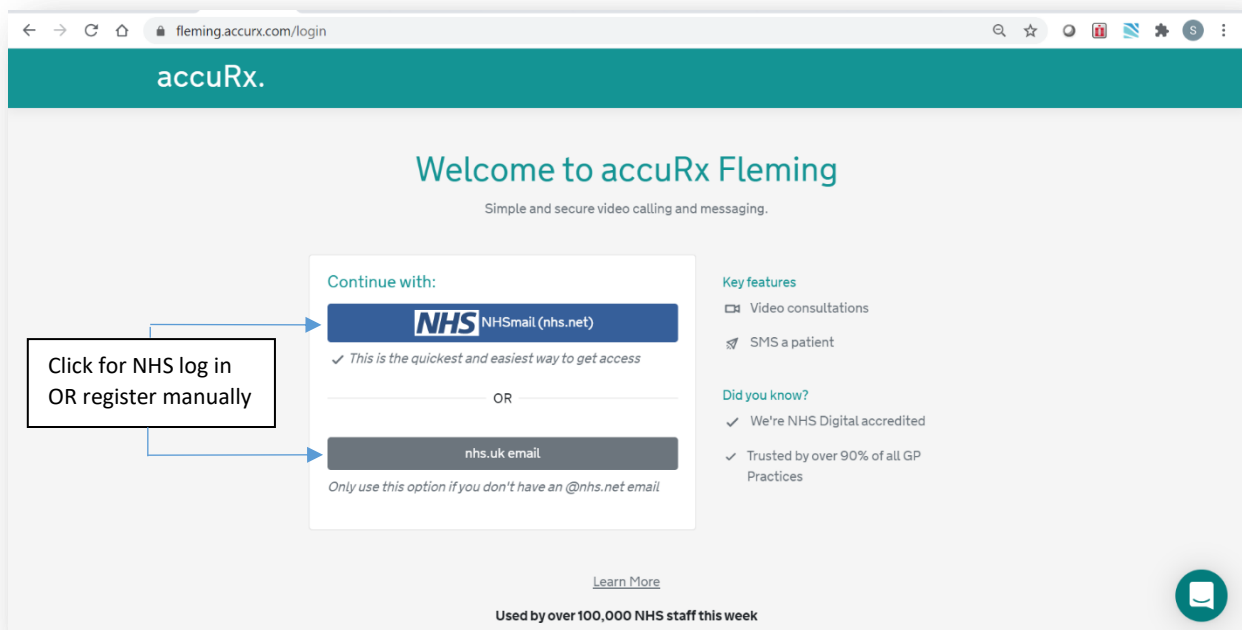 fleming.accurx.com/login
S
accuRx.
Welcome to accuRx Fleming
Simple and secure video calling and messaging.
Continue with:
NHS NHSmail (nhs.net)
This is the quickest and easiest way to get access
OR
nhs.uk email
Only use this option if you don't have an @nhs.net email
Click for NHS log in
OR register manually
Key features
Video consultations
SMS a patient
Did you know?
We're NHS Digital accredited
Trusted by over 90% of all GP
Practices
Learn More
Used by over 100,000 NHS staff this week